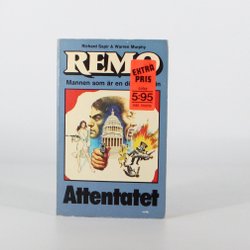 Richard Sapir & Warren Murphy
REMO
Mannen som är en
EXTRA
PRIS
5:95
Attentatet